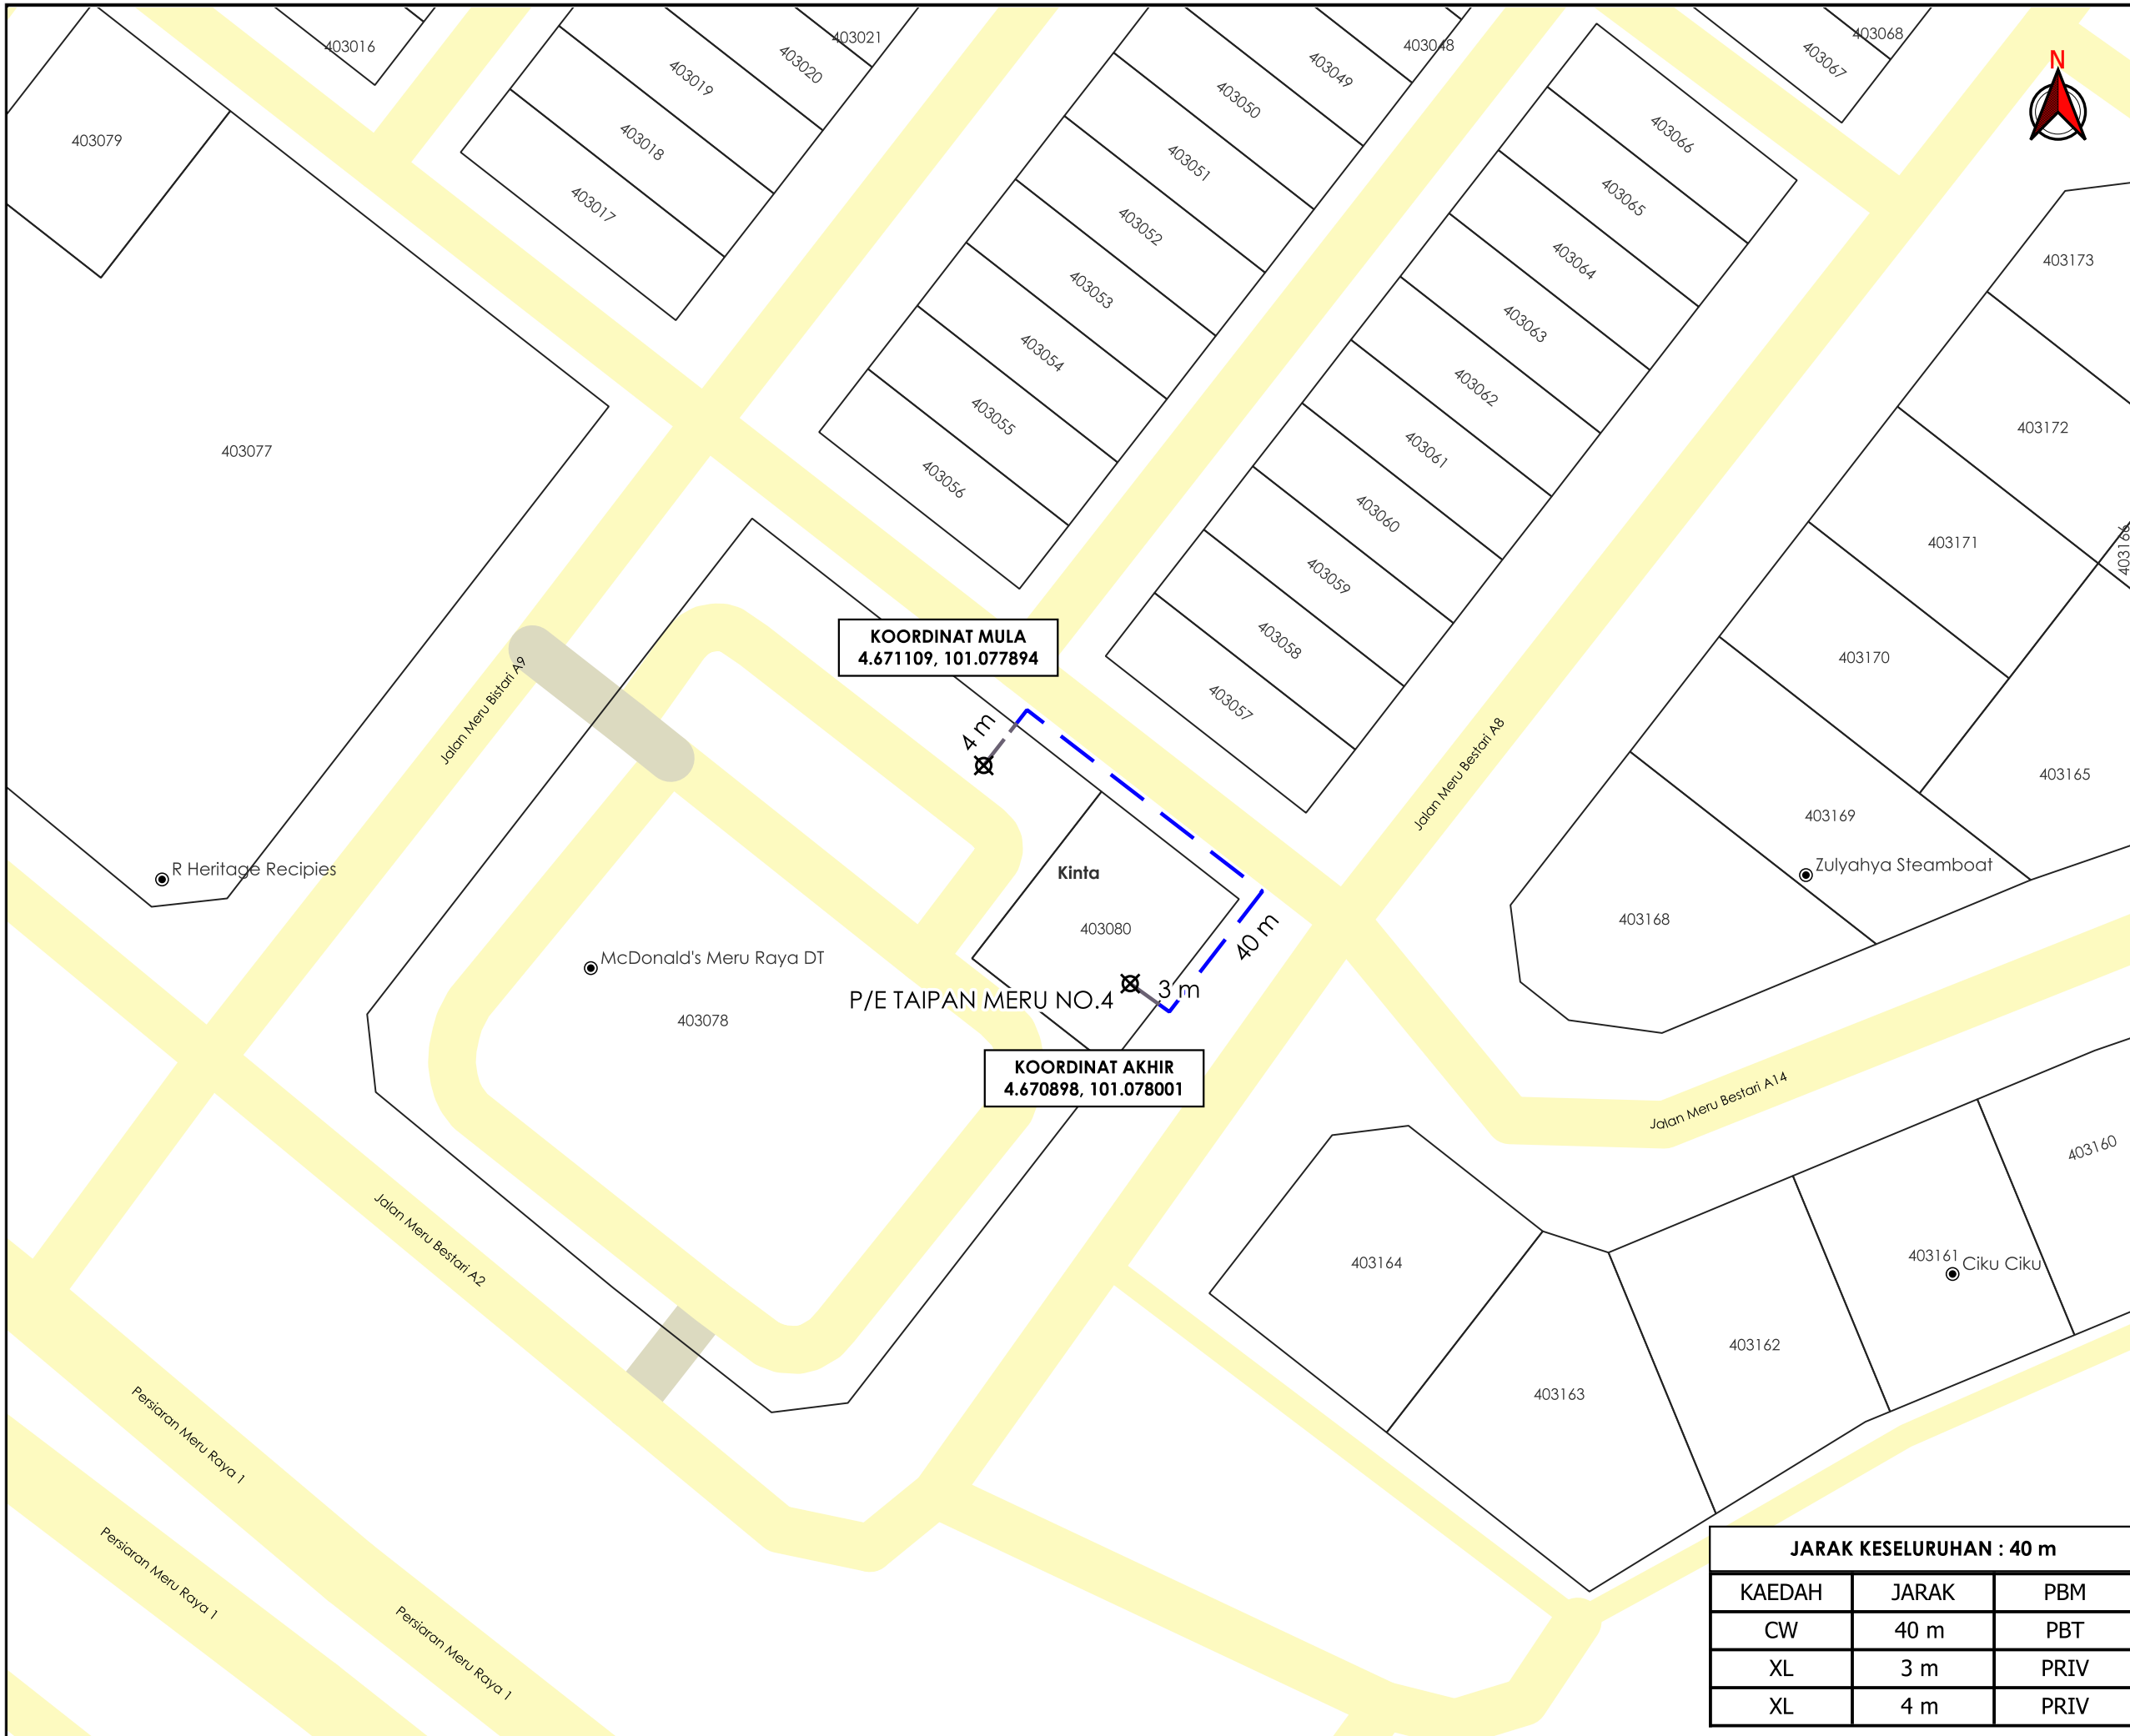 403016
403021
403020
403019
403018
403017
403079
403077
403048
403049
403050
403051
403052
403053
403054
403055
403056
403068
403067
403066
403065
403064
403063
403062
403061
403060
403059
403058
403057
N
403173
403172
403171
403170
403165
403169
403168
KOORDINAT MULA
4.671109, 101.077894
4 m
Jalan Meru Bistari A9
Jalan Meru Bestari A8
R Heritage Recipies
Kinta
Zulyahya Steamboat
403080
40 m
McDonald's Meru Raya DT
P/E TAIPAN MERU NO.4
3 m
403078
KOORDINAT AKHIR
4.670898, 101.078001
Jalan Meru Bestari A14
403160
403164
403161
Ciku Ciku
403162
403163
Jalan Meru Bestari A2
Persiaran Meru Raya 1
Persiaran Meru Raya 1
Persiaran Meru Raya 1
JARAK KESELURUHAN : 40 m
KAEDAH JARAK PBM
CW 40 m PBT
XL 3 m PRIV
XL 4 m PRIV